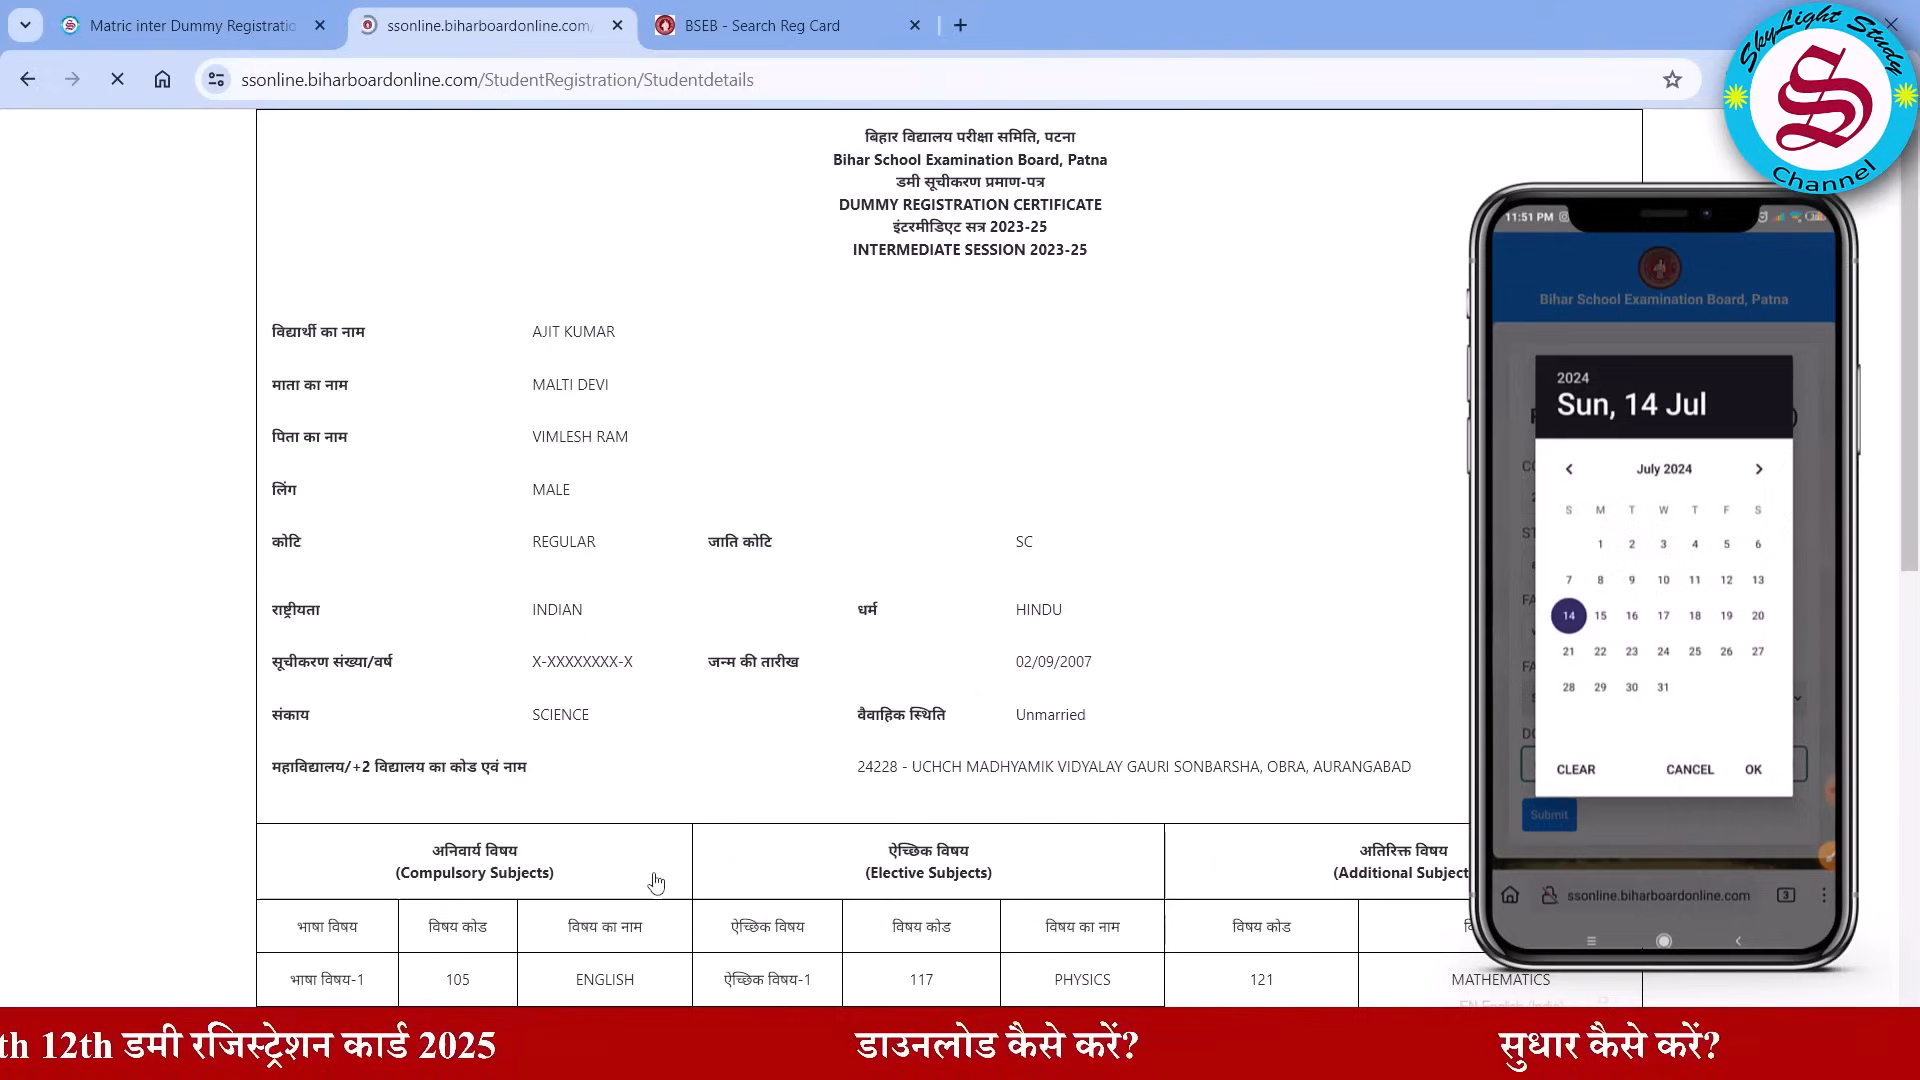 Matric inter Dummy Registratio
ssonline.biharboardonline.com/
BSEB - Search Reg Card
ssonline.biharboardonline.com/StudentRegistration/Studentdetails
SkyLight Study
S
Channel
बिहार विद्यालय परीक्षा समिति, पटना
Bihar School Examination Board, Patna
डमी सूचीकरण प्रमाण-पत्र
DUMMY REGISTRATION CERTIFICATE
इंटरमीडिएट सत्र 2023-25
INTERMEDIATE SESSION 2023-25
विद्यार्थी का नाम AJIT KUMAR
माता का नाम MALTI DEVI
पिता का नाम VIMLESH RAM
लिंग MALE
कोटि REGULAR जाति कोटि SC
राष्ट्रीयता INDIAN धर्म HINDU
सूचीकरण संख्या/वर्ष X-XXXXXXXX-X जन्म की तारीख 02/09/2007
संकाय SCIENCE वैवाहिक स्थिति Unmarried
महाविद्यालय/+2 विद्यालय का कोड एवं नाम 24228 - UCHCH MADHYAMIK VIDYALAY GAURI SONBARSHA, OBRA, AURANGABAD
अनिवार्य विषय ऐच्छिक विषय अतिरिक्त विषय
(Compulsory Subjects) (Elective Subjects) (Additional Subject
भाषा विषय विषय कोड विषय का नाम ऐच्छिक विषय विषय कोड विषय का नाम विषय कोड
भाषा विषय-1 105 ENGLISH ऐच्छिक विषय-1 117 PHYSICS 121 MATHEMATICS
11:51 PM
Bihar School Examination Board, Patna
2024
Sun, 14 Jul
July 2024
S M T W T F S
1 2 3 4 5 6
7 8 9 10 11 12 13
14 15 16 17 18 19 20
21 22 23 24 25 26 27
28 29 30 31
CLEAR CANCEL OK
Submit
ssonline.biharboardonline.com 3
th 12th डमी रजिस्ट्रेशन कार्ड 2025 डाउनलोड कैसे करें? सुधार कैसे करें?